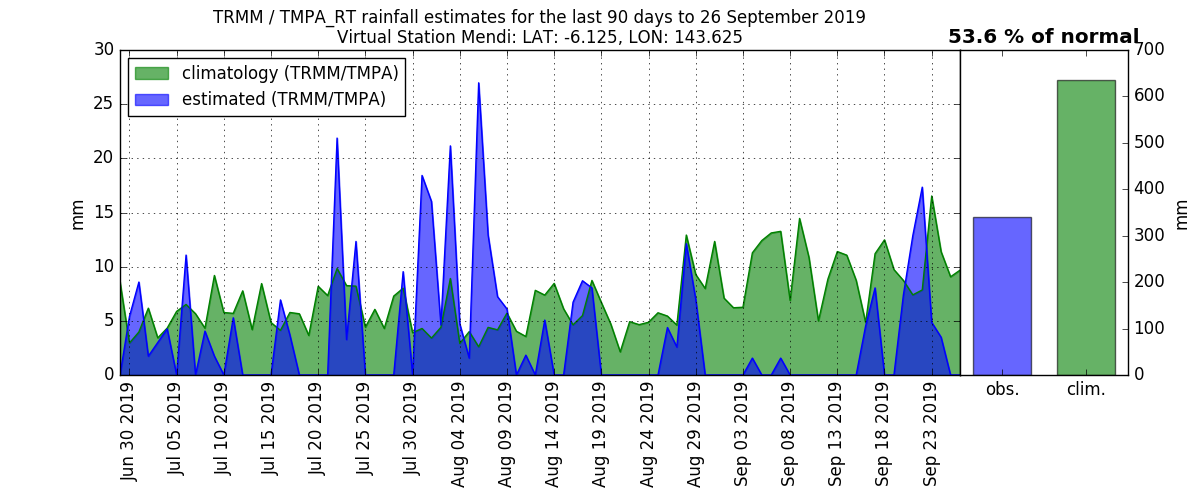 TRMM / TMPA_RT rainfall estimates for the last 90 days to 26 September 2019
Virtual Station Mendi: LAT: -6.125, LON: 143.625
53.6 % of normal
climatology (TRMM/TMPA)
estimated (TRMM/TMPA)
30
25
20
15
10
5
0
mm
700
600
500
400
300
200
100
0
mm
Jun 30 2019
Jul 05 2019
Jul 10 2019
Jul 15 2019
Jul 20 2019
Jul 25 2019
Jul 30 2019
Aug 04 2019
Aug 09 2019
Aug 14 2019
Aug 19 2019
Aug 24 2019
Aug 29 2019
Sep 03 2019
Sep 08 2019
Sep 13 2019
Sep 18 2019
Sep 23 2019
obs.
clim.